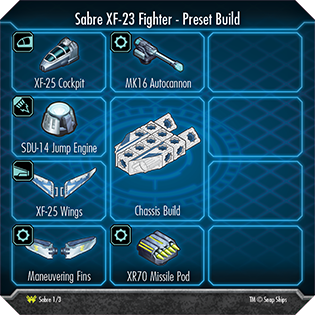 Sabre XF-23 Fighter - Preset Build
XF-25 Cockpit
MK16 Autocannon
SDU-14 Jump Engine
XF-25 Wings
Chassis Build
Maneuvering Fins
XR70 Missile Pod
Sabre 1/3
TM © Snap Ships